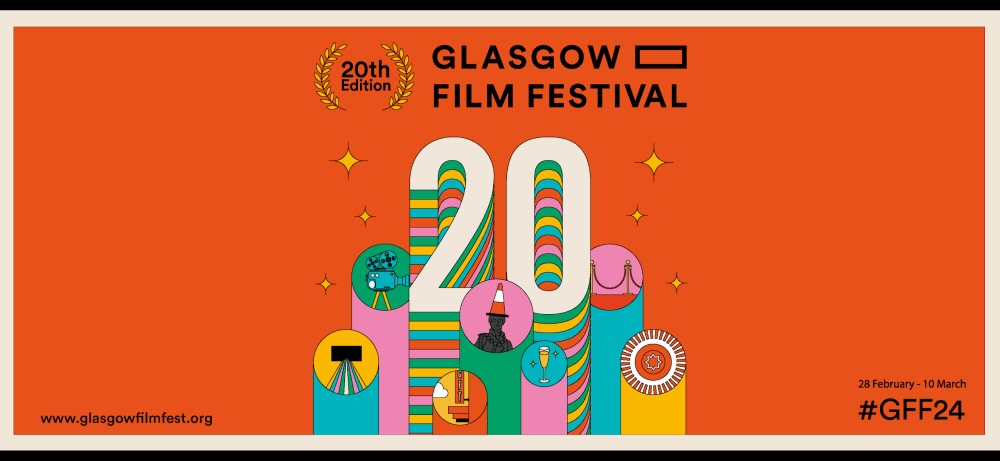 20th
Edition
GLASGOW
FILM FESTIVAL
20
www.glasgowfilmfest.org
28 February - 10 March
#GFF24